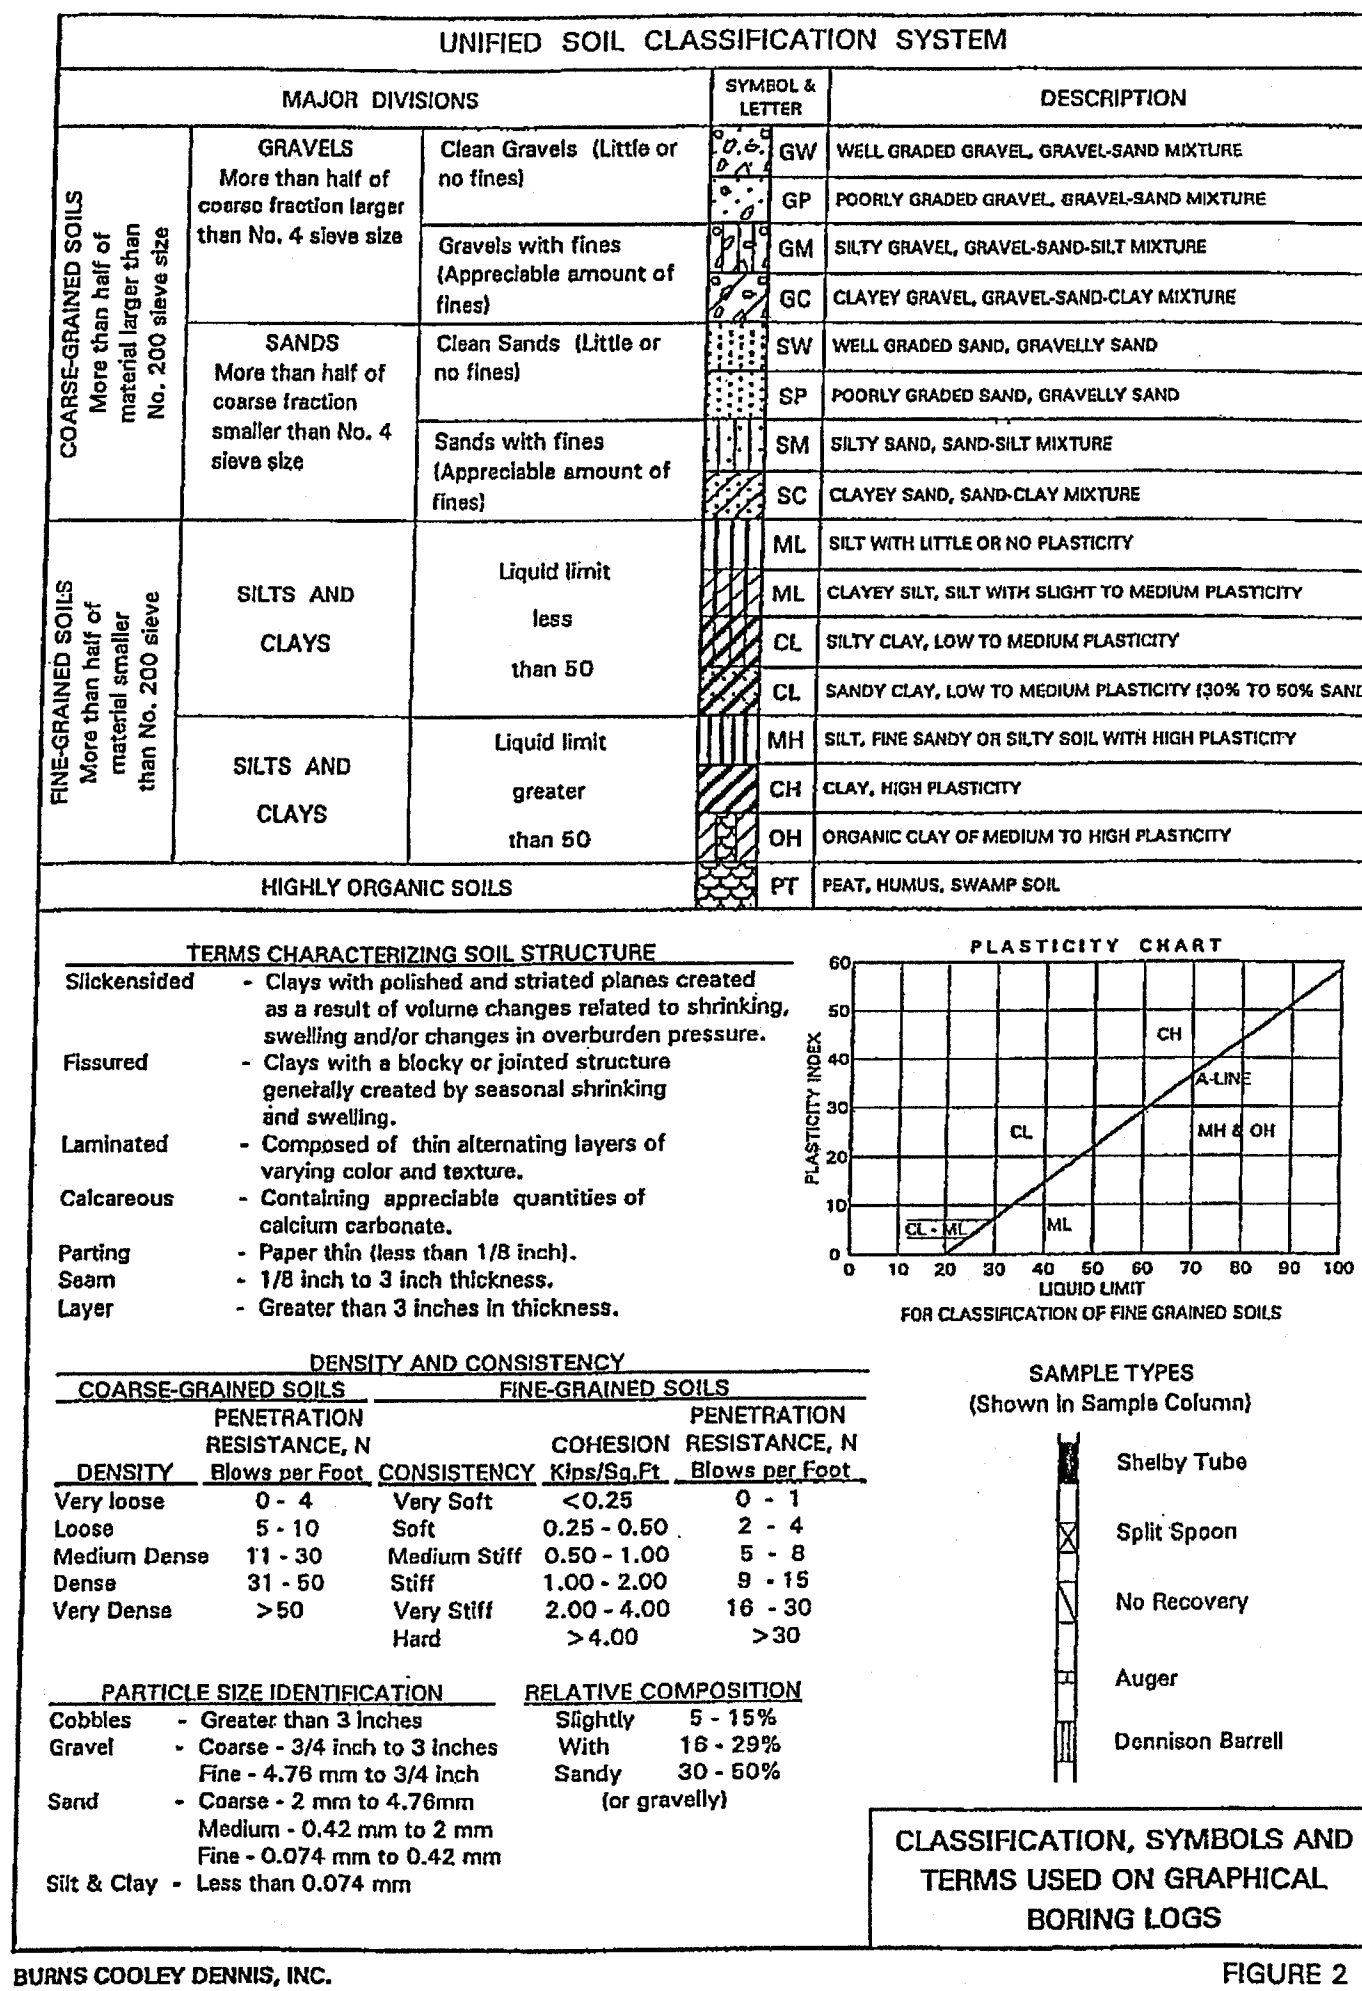 UNIFIED SOIL CLASSIFICATION SYSTEM
MAJOR DIVISIONS
SYMBOL &
LETTER
DESCRIPTION
COARSE-GRAINED SOILS
More than half of
material larger than
No. 200 sieve size
GRAVELS
More than half of
coarse fraction larger
than No. 4 sieve size
Clean Gravels (Little or
no fines)
GW WELL GRADED GRAVEL, GRAVEL-SAND MIXTURE
GP POORLY GRADED GRAVEL, GRAVEL-SAND MIXTURE
Gravels with fines
(Appreciable amount of
fines)
GM SILTY GRAVEL, GRAVEL-SAND-SILT MIXTURE
GC CLAYEY GRAVEL, GRAVEL-SAND-CLAY MIXTURE
SANDS
More than half of
coarse fraction
smaller than No. 4
sieve size
Clean Sands (Little or
no fines)
SW WELL GRADED SAND, GRAVELLY SAND
SP POORLY GRADED SAND, GRAVELLY SAND
Sands with fines
(Appreciable amount of
fines)
SM SILTY SAND, SAND-SILT MIXTURE
SC CLAYEY SAND, SAND-CLAY MIXTURE
FINE-GRAINED SOILS
More than half of
material smaller
than No. 200 sieve
SILTS AND
CLAYS
Liquid limit
less
than 50
ML SILT WITH LITTLE OR NO PLASTICITY
ML CLAYEY SILT, SILT WITH SLIGHT TO MEDIUM PLASTICITY
CL SILTY CLAY, LOW TO MEDIUM PLASTICITY
CL SANDY CLAY, LOW TO MEDIUM PLASTICITY (30% TO 50% SAND
SILTS AND
CLAYS
Liquid limit
greater
than 50
MH SILT, FINE SANDY OR SILTY SOIL WITH HIGH PLASTICITY
CH CLAY, HIGH PLASTICITY
OH ORGANIC CLAY OF MEDIUM TO HIGH PLASTICITY
HIGHLY ORGANIC SOILS
PT PEAT, HUMUS, SWAMP SOIL
TERMS CHARACTERIZING SOIL STRUCTURE
Slickensided - Clays with polished and striated planes created
as a result of volume changes related to shrinking,
swelling and/or changes in overburden pressure.
Fissured - Clays with a blocky or jointed structure
generally created by seasonal shrinking
and swelling.
Laminated - Composed of thin alternating layers of
varying color and texture.
Calcareous - Containing appreciable quantities of
calcium carbonate.
Parting - Paper thin (less than 1/8 inch).
Seam - 1/8 inch to 3 inch thickness.
Layer - Greater than 3 inches in thickness.
PLASTICITY CHART
PLASTICITY INDEX
60
50
40
30
20
10
0
CH
A-LINE
CL
MH & OH
CL - ML
ML
0 10 20 30 40 50 60 70 80 90 100
LIQUID LIMIT
FOR CLASSIFICATION OF FINE GRAINED SOILS
DENSITY AND CONSISTENCY
COARSE-GRAINED SOILS FINE-GRAINED SOILS
PENETRATION PENETRATION
RESISTANCE, N COHESION RESISTANCE, N
DENSITY Blows per Foot CONSISTENCY Kips/Sq.Ft Blows per Foot
Very loose 0 - 4 Very Soft <0.25 0 - 1
Loose 5 - 10 Soft 0.25 - 0.50 2 - 4
Medium Dense 11 - 30 Medium Stiff 0.50 - 1.00 5 - 8
Dense 31 - 50 Stiff 1.00 - 2.00 9 - 15
Very Dense >50 Very Stiff 2.00 - 4.00 16 - 30
Hard >4.00 >30
SAMPLE TYPES
(Shown In Sample Column)
Shelby Tube
Split Spoon
No Recovery
Auger
Dennison Barrell
PARTICLE SIZE IDENTIFICATION
Cobbles - Greater than 3 inches
Gravel - Coarse - 3/4 inch to 3 inches
Fine - 4.76 mm to 3/4 inch
Sand - Coarse - 2 mm to 4.76mm
Medium - 0.42 mm to 2 mm
Fine - 0.074 mm to 0.42 mm
Silt & Clay - Less than 0.074 mm
RELATIVE COMPOSITION
Slightly 5 - 15%
With 16 - 29%
Sandy 30 - 50%
(or gravelly)
CLASSIFICATION, SYMBOLS AND
TERMS USED ON GRAPHICAL
BORING LOGS
BURNS COOLEY DENNIS, INC.
FIGURE 2